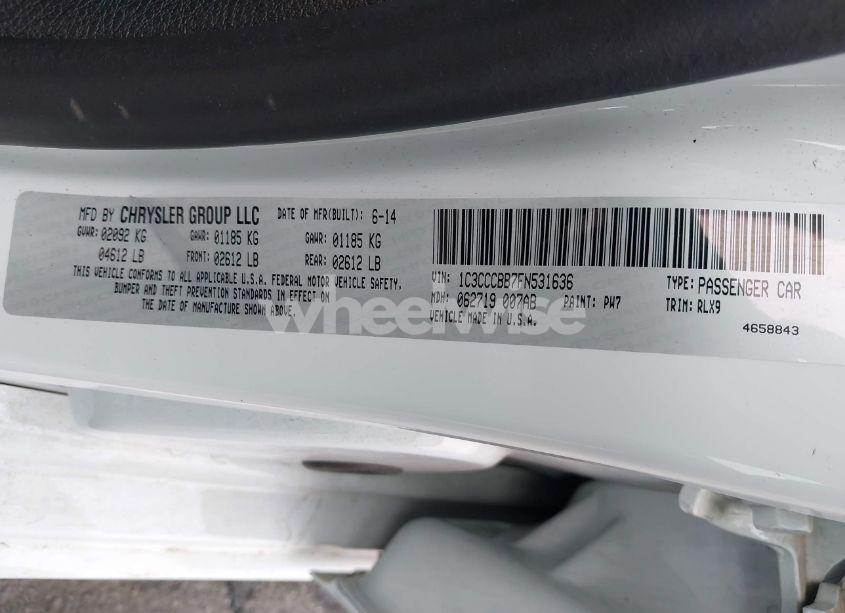 MFD BY CHRYSLER GROUP LLC DATE OF MFR(BUILT): 6-14
GVWR: 02092 KG GAWR: 01185 KG GAWR: 01185 KG
04612 LB FRONT: 02612 LB REAR: 02612 LB
THIS VEHICLE CONFORMS TO ALL APPLICABLE U.S.A. FEDERAL MOTOR VEHICLE SAFETY,
BUMPER AND THEFT PREVENTION STANDARDS IN EFFECT ON
THE DATE OF MANUFACTURE SHOWN ABOVE.
VIN: 1C3CCCBB7FN531636 TYPE: PASSENGER CAR
MDH: 062719 007AB PAINT: PW7 TRIM: RLX9
VEHICLE MADE IN U.S.A. 4658843
wheelwise